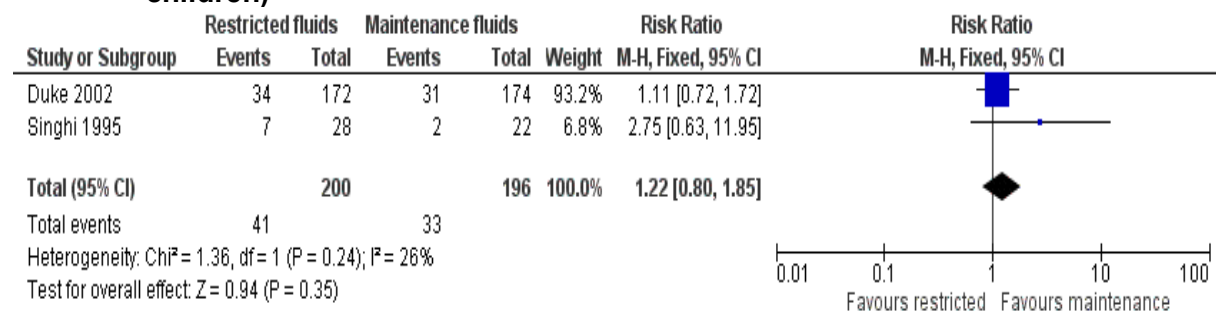 children)
Restricted fluids Maintenance fluids Risk Ratio Risk Ratio
Study or Subgroup Events Total Events Total Weight M-H, Fixed, 95% CI M-H, Fixed, 95% CI
Duke 2002 34 172 31 174 93.2% 1.11 [0.72, 1.72]
Singhi 1995 7 28 2 22 6.8% 2.75 [0.63, 11.95]
Total (95% CI) 200 196 100.0% 1.22 [0.80, 1.85]
Total events 41 33
Heterogeneity: Chi² = 1.36, df = 1 (P = 0.24); I² = 26%
Test for overall effect: Z = 0.94 (P = 0.35)
0.01 0.1 1 10 100
Favours restricted Favours maintenance